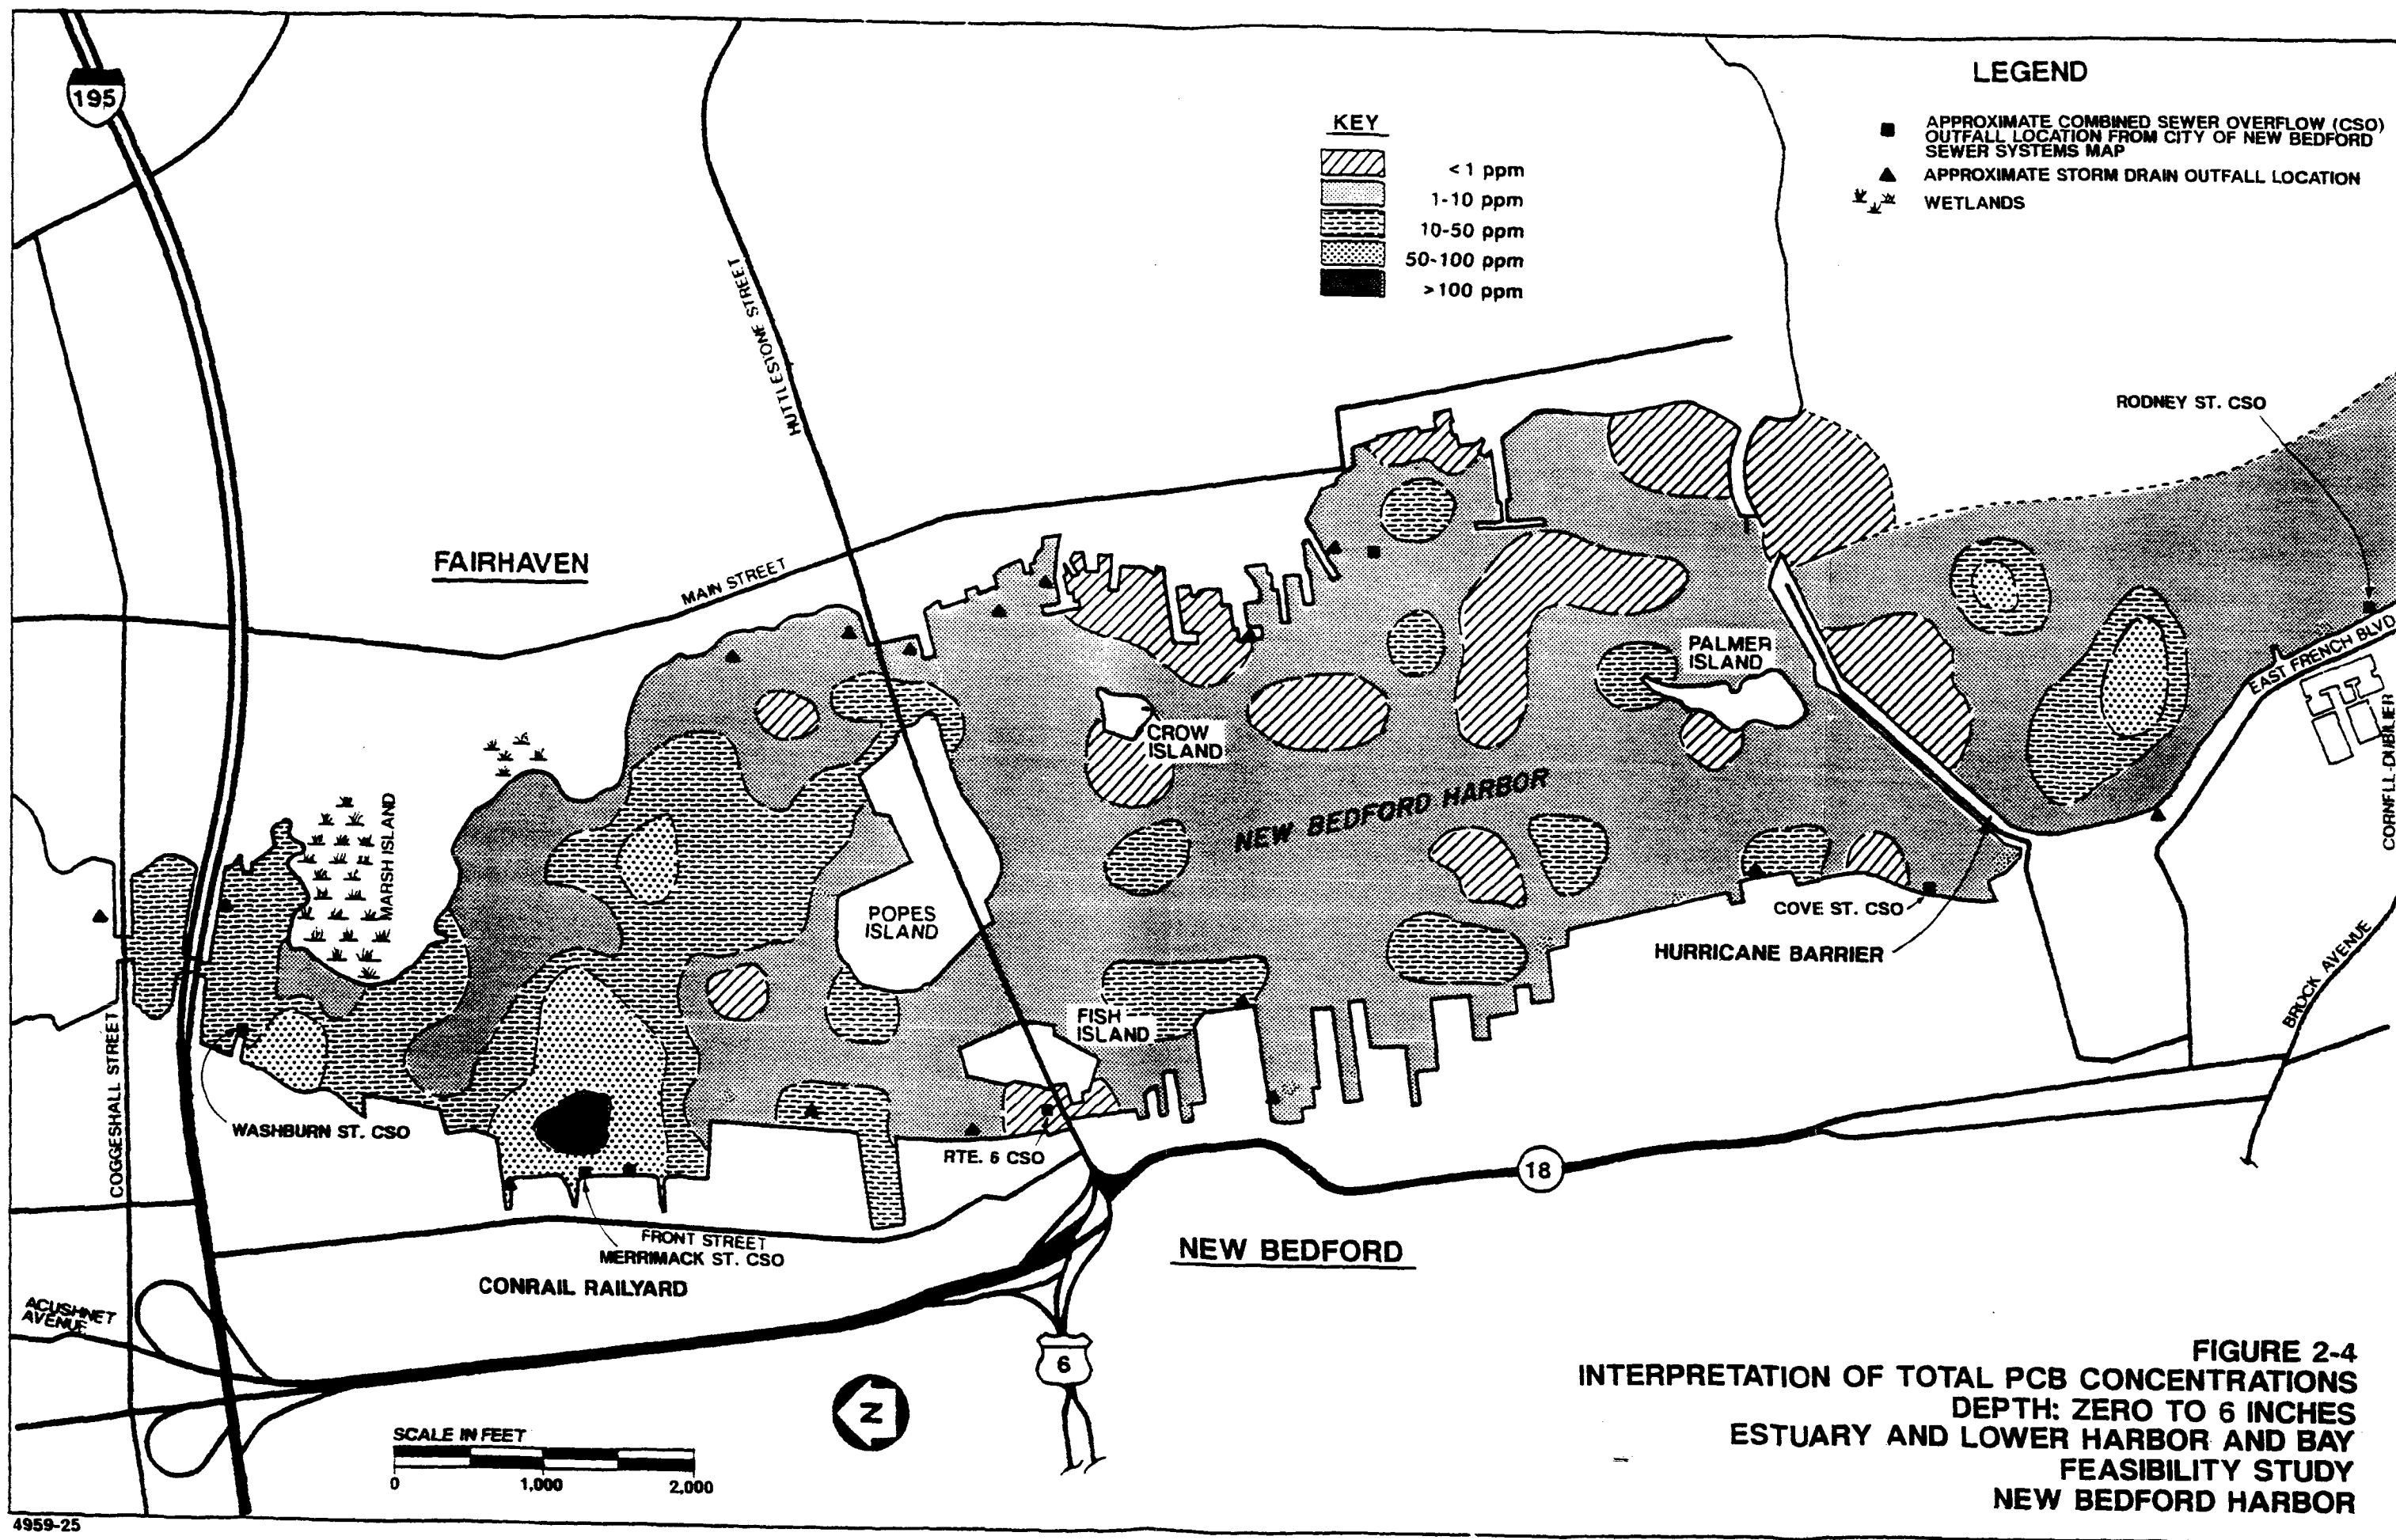 195
LEGEND
APPROXIMATE COMBINED SEWER OVERFLOW (CSO)
OUTFALL LOCATION FROM CITY OF NEW BEDFORD
SEWER SYSTEMS MAP
APPROXIMATE STORM DRAIN OUTFALL LOCATION
WETLANDS
KEY
< 1 ppm
1-10 ppm
10-50 ppm
50-100 ppm
>100 ppm
HUTTLESTONE STREET
RODNEY ST. CSO
FAIRHAVEN
MAIN STREET
PALMER
ISLAND
EAST FRENCH BLVD
CORNELL-DUBILIER
CROW
ISLAND
NEW BEDFORD HARBOR
MARSH ISLAND
POPES
ISLAND
COVE ST. CSO
HURRICANE BARRIER
BROCK AVENUE
FISH
ISLAND
COGGESHALL STREET
WASHBURN ST. CSO
RTE. 6 CSO
18
FRONT STREET
MERRIMACK ST. CSO
NEW BEDFORD
CONRAIL RAILYARD
ACUSHNET
AVENUE
6
N
SCALE IN FEET
0
1,000
2,000
FIGURE 2-4
INTERPRETATION OF TOTAL PCB CONCENTRATIONS
DEPTH: ZERO TO 6 INCHES
ESTUARY AND LOWER HARBOR AND BAY
FEASIBILITY STUDY
NEW BEDFORD HARBOR
4959-25